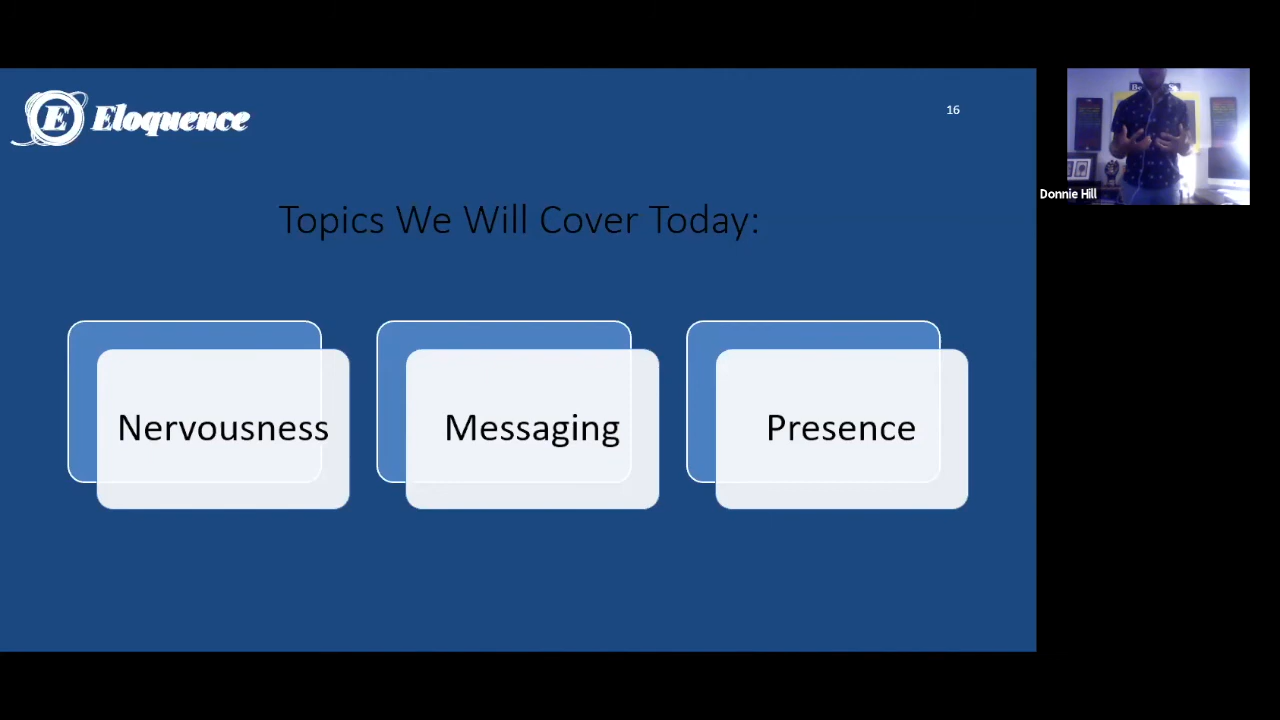 E Eloquence
16
Topics We Will Cover Today:
Nervousness
Messaging
Presence
Donnie Hill